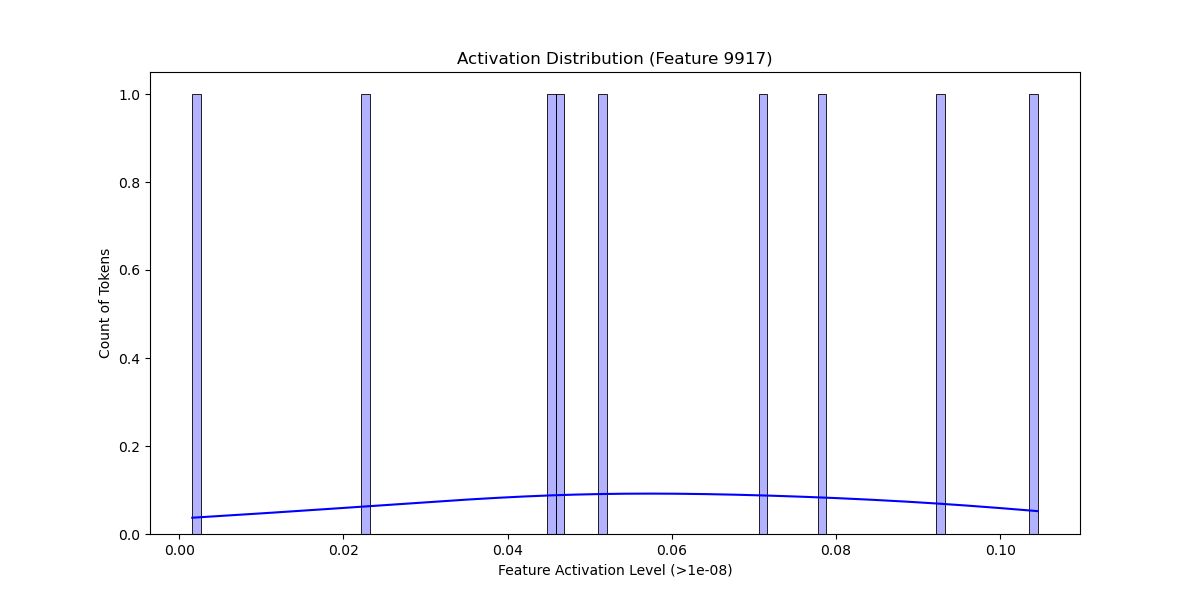 Activation Distribution (Feature 9917)
1.0
0.8
0.6
0.4
0.2
0.0
Count of Tokens
0.00 0.02 0.04 0.06 0.08 0.10
Feature Activation Level (>1e-08)